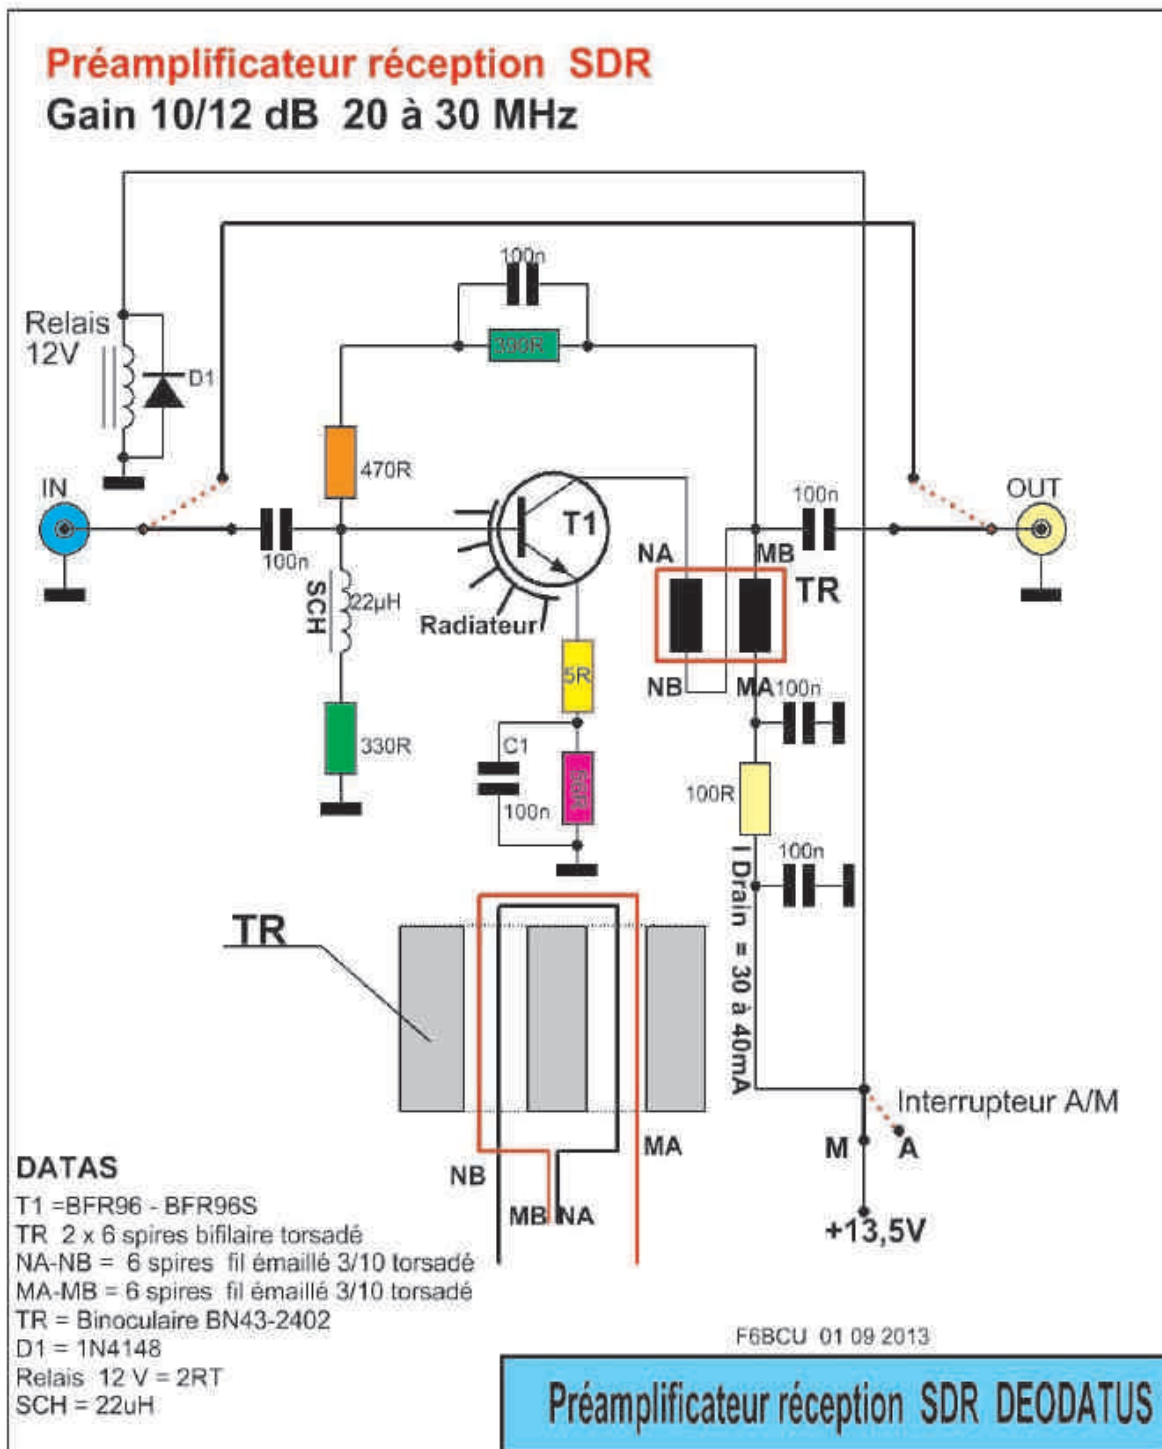 Préamplificateur réception SDR
Gain 10/12 dB 20 à 30 MHz
100n
Relais
12V
D1
470R
IN
100n
T1
100n
OUT
NA
MB
TR
SCH
22µH
Radiateur
5R
NB
MA
100n
330R
C1
100n
56R
100R
100n
I Drain = 30 à 40mA
TR
Interrupteur A/M
M
A
NB
MA
MB
NA
+13,5V
DATAS
T1 =BFR96 - BFR96S
TR 2 x 6 spires bifilaire torsadé
NA-NB = 6 spires fil émaillé 3/10 torsadé
MA-MB = 6 spires fil émaillé 3/10 torsadé
TR = Binoculaire BN43-2402
D1 = 1N4148
Relais 12 V = 2RT
SCH = 22uH
F6BCU 01 09 2013
Préamplificateur réception SDR DEODATUS